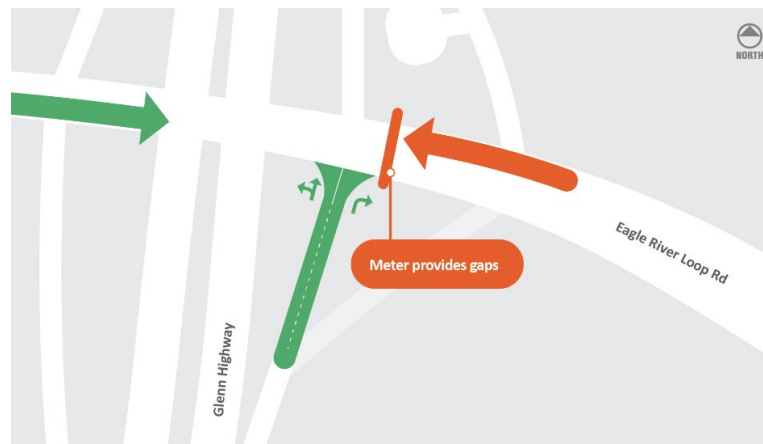 NORTH
Meter provides gaps
Eagle River Loop Rd
Glenn Highway